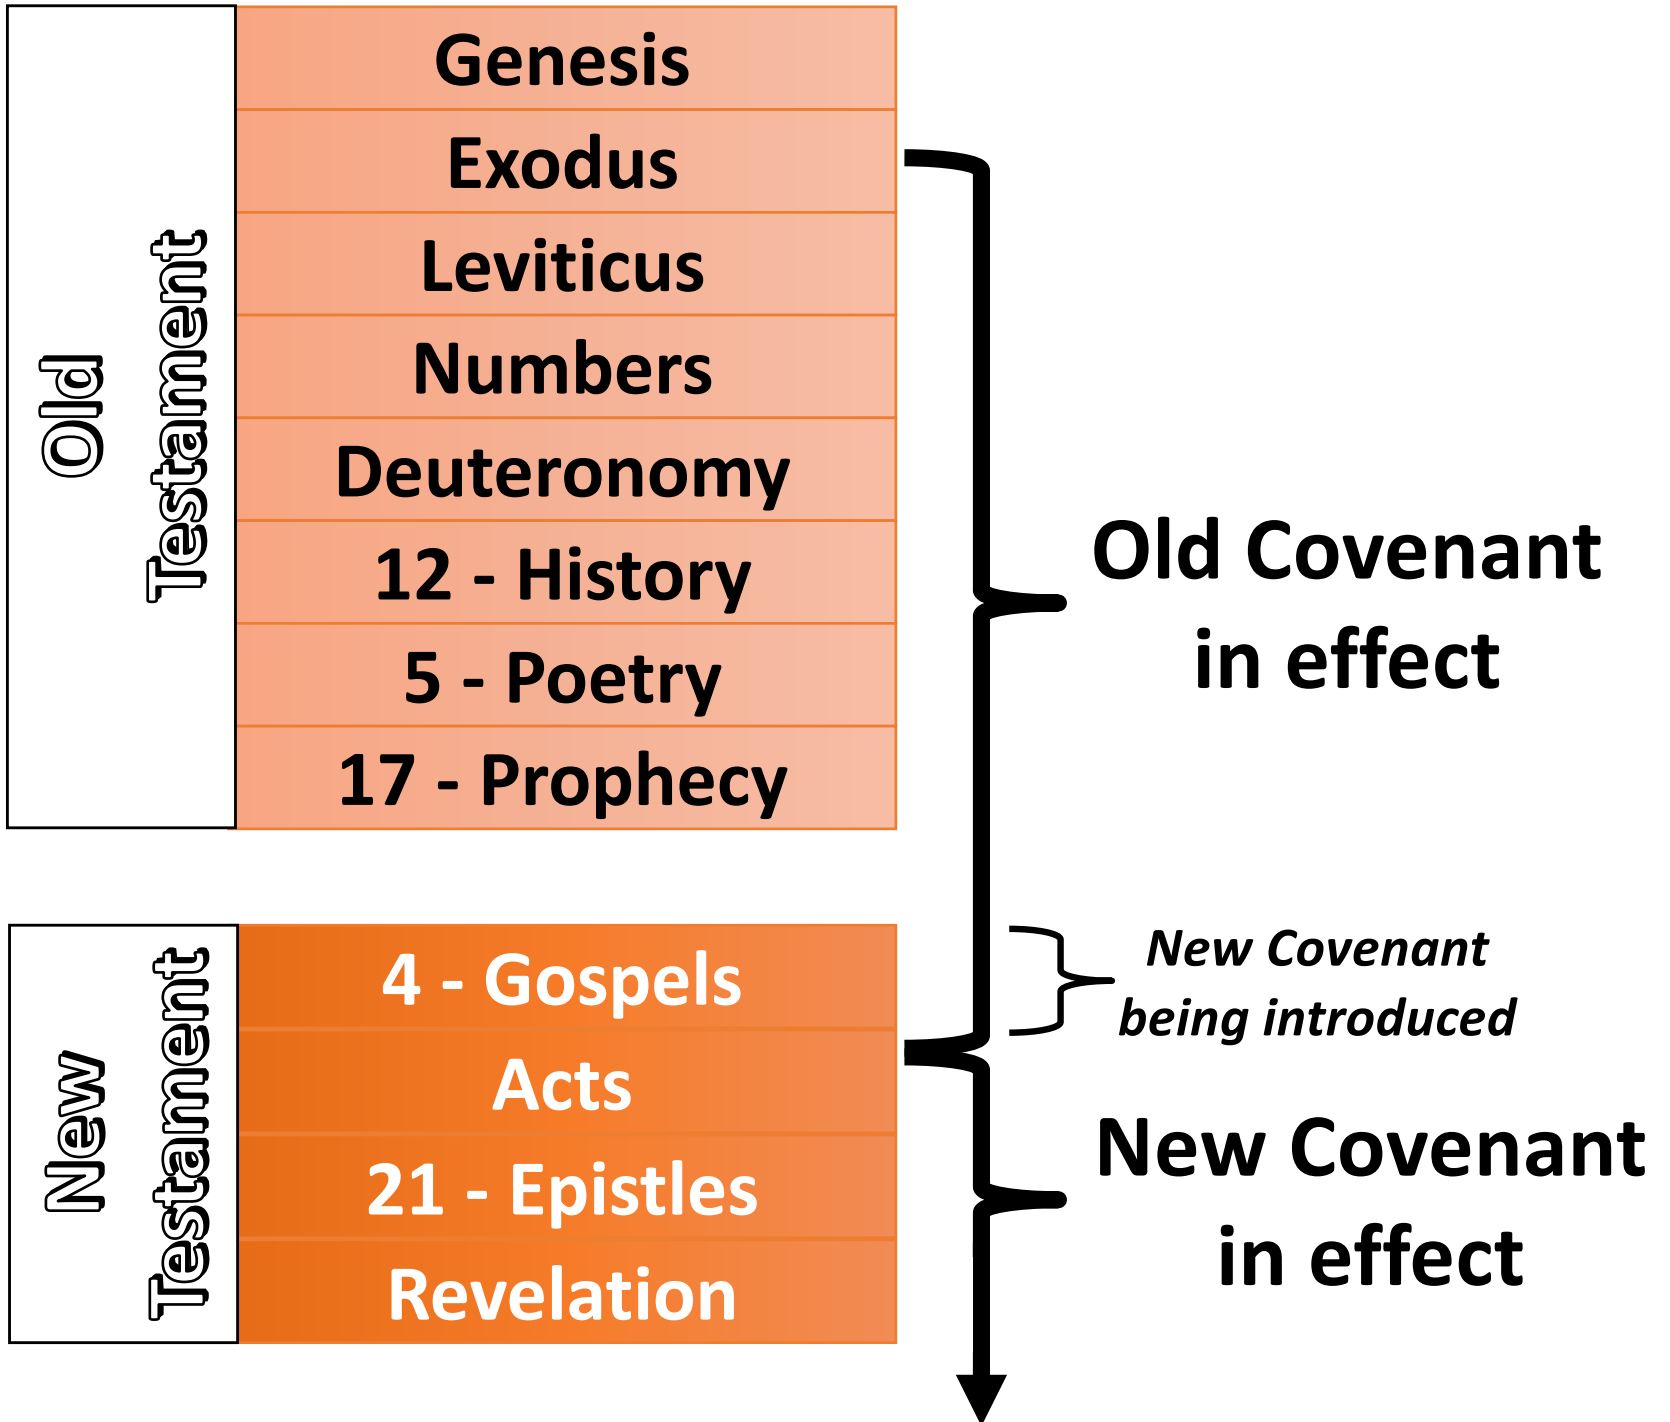 Old
Testament
Genesis
Exodus
Leviticus
Numbers
Deuteronomy
12 - History
5 - Poetry
17 - Prophecy
Old Covenant
in effect
New
Testament
4 - Gospels
Acts
21 - Epistles
Revelation
New Covenant
being introduced
New Covenant
in effect